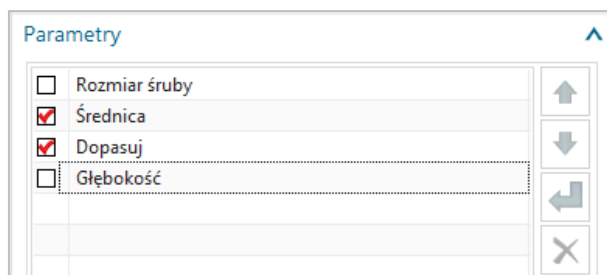 Parametry
Rozmiar śruby
Średnica
Dopasuj
Głębokość